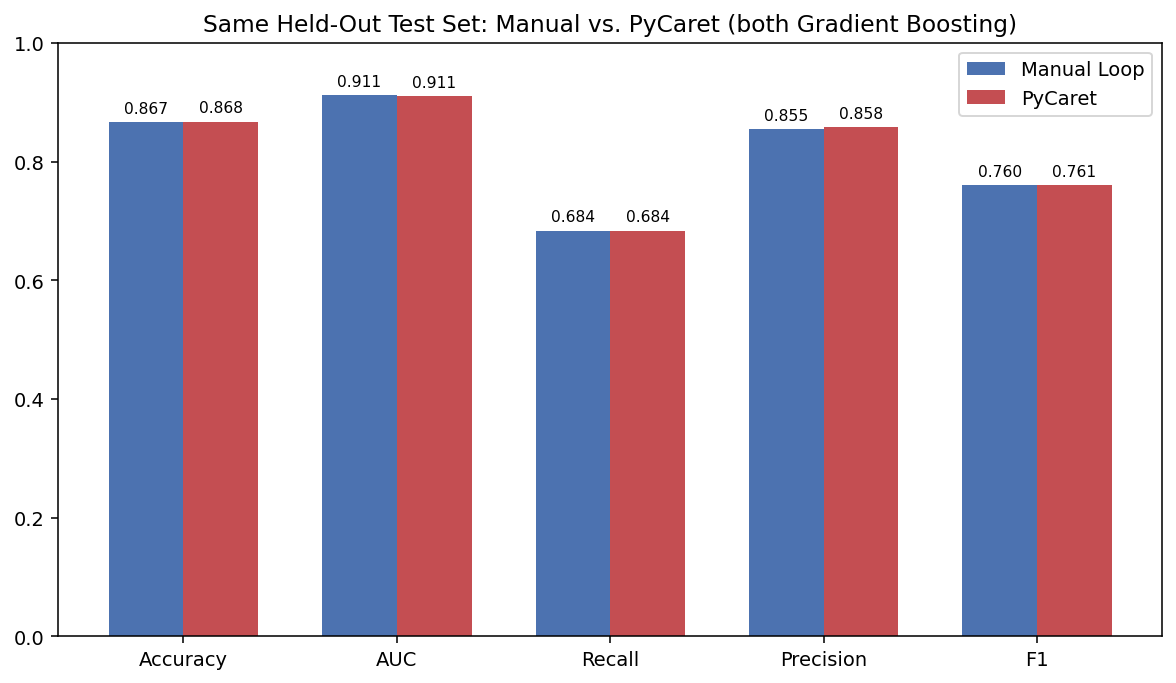 Same Held-Out Test Set: Manual vs. PyCaret (both Gradient Boosting)
Manual Loop
PyCaret
1.0
0.8
0.6
0.4
0.2
0.0
0.867
0.868
0.911
0.911
0.684
0.684
0.855
0.858
0.760
0.761
Accuracy
AUC
Recall
Precision
F1